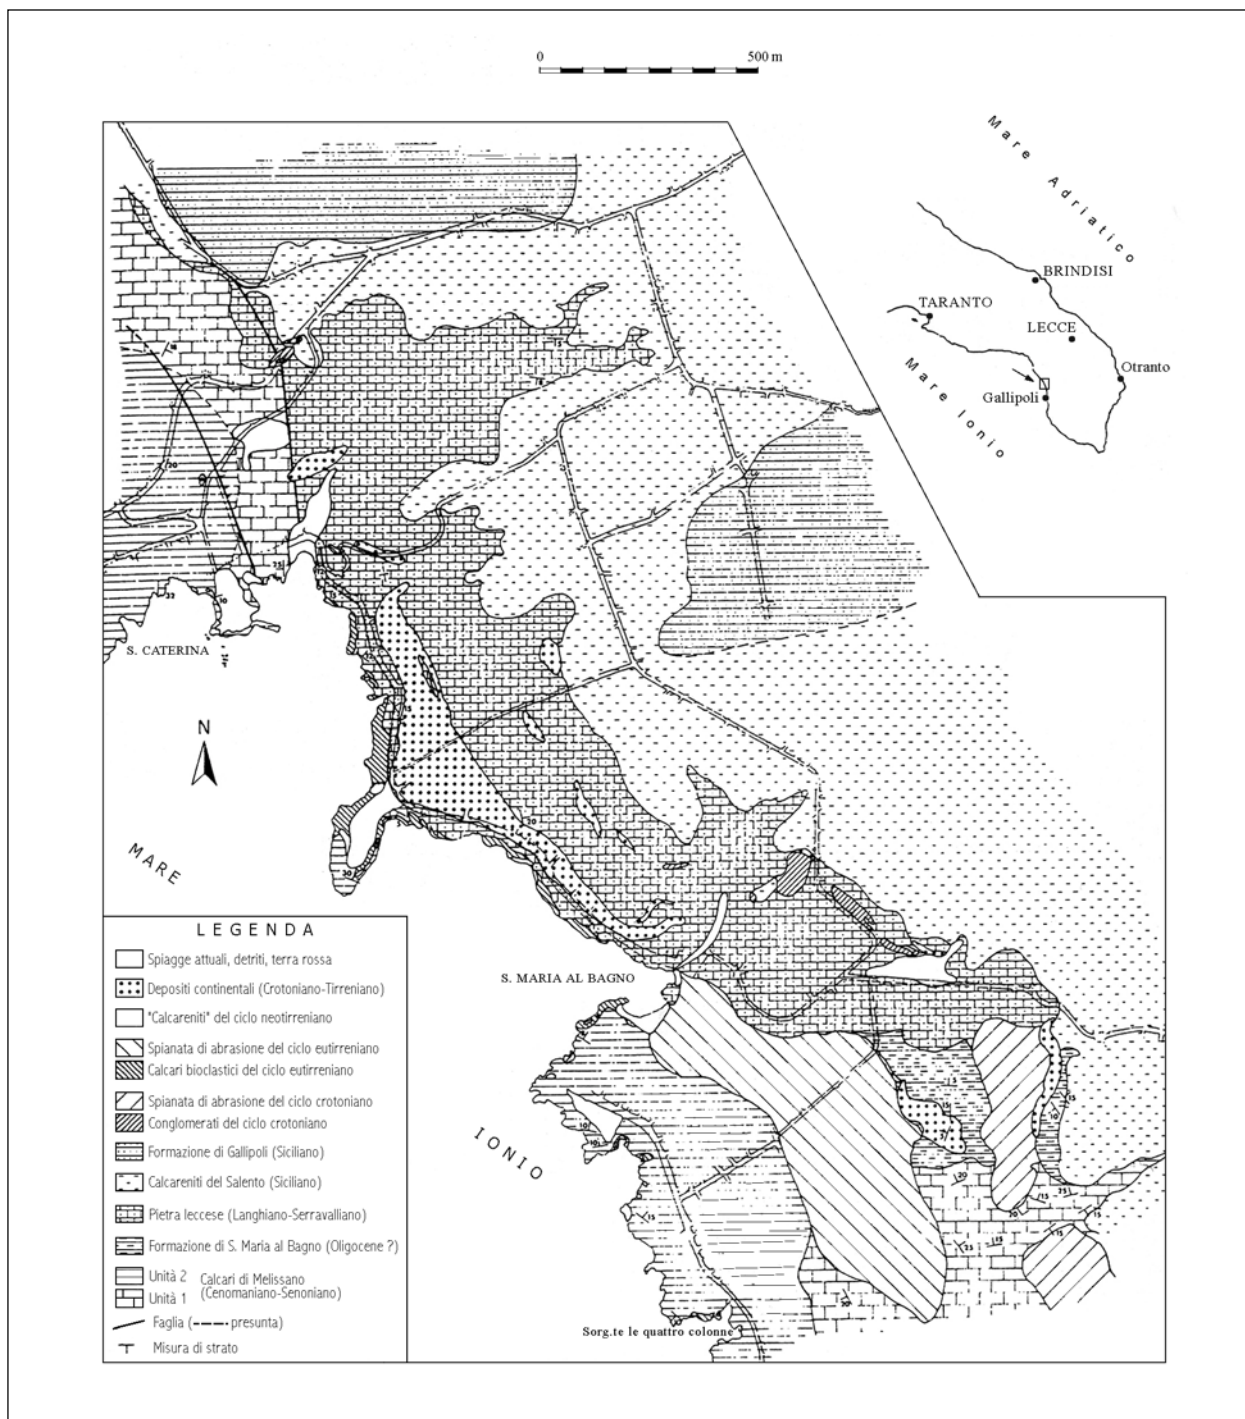 0 500 m
Mare Adriatico
BRINDISI
TARANTO
LECCE
Otranto
Gallipoli
Mare Ionio
S. CATERINA
N
MARE
IONIO
S. MARIA AL BAGNO
Sorg.te le quattro colonne
LEGENDA
Spiagge attuali, detriti, terra rossa
Depositi continentali (Crotoniano-Tirreniano)
"Calcareniti" del ciclo neotirreniano
Spianata di abrasione del ciclo eutirreniano
Calcari bioclastici del ciclo eutirreniano
Spianata di abrasione del ciclo crotoniano
Conglomerati del ciclo crotoniano
Formazione di Gallipoli (Siciliano)
Calcareniti del Salento (Siciliano)
Pietra leccese (Langhiano-Serravalliano)
Formazione di S. Maria al Bagno (Oligocene ?)
Unità 2
Unità 1
Calcari di Melissano
(Cenomaniano-Senoniano)
Faglia (------ presunta)
Misura di strato